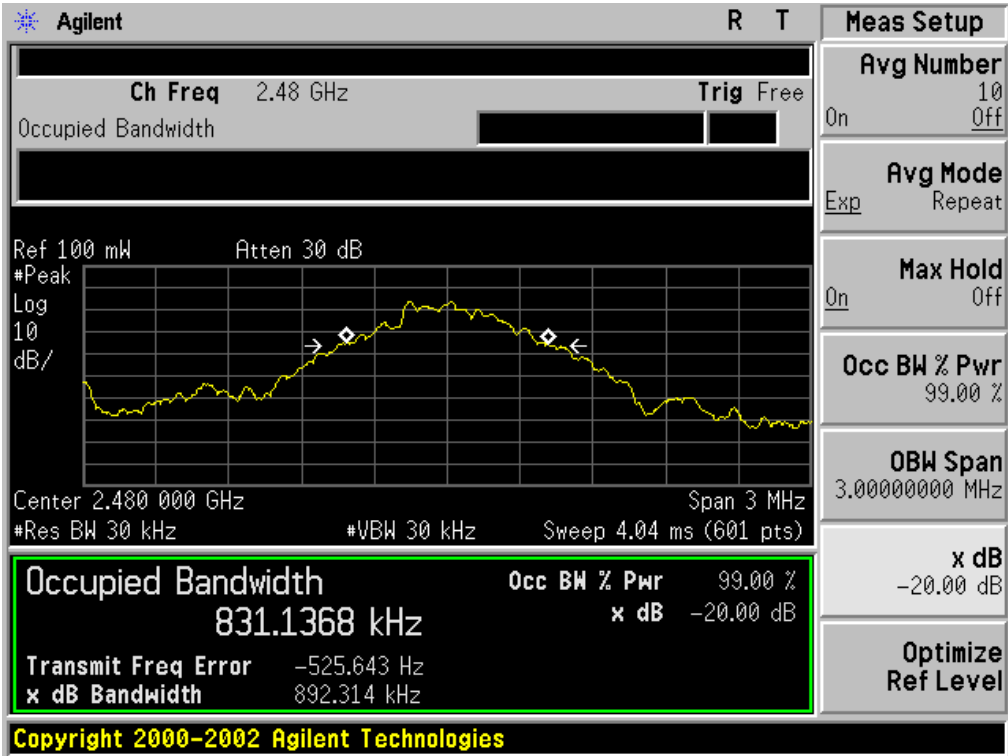 Agilent R T Meas Setup
Ch Freq 2.48 GHz Trig Free
Occupied Bandwidth
Ref 100 mW Atten 30 dB
#Peak
Log
10
dB/
Center 2.480 000 GHz Span 3 MHz
#Res BW 30 kHz #VBW 30 kHz Sweep 4.04 ms (601 pts)
Occupied Bandwidth Occ BW % Pwr 99.00 %
831.1368 kHz x dB -20.00 dB
Transmit Freq Error -525.643 Hz
x dB Bandwidth 892.314 kHz
Avg Number
10
On Off
Avg Mode
Exp Repeat
Max Hold
On Off
Occ BW % Pwr
99.00 %
OBW Span
3.00000000 MHz
x dB
-20.00 dB
Optimize
Ref Level
Copyright 2000-2002 Agilent Technologies